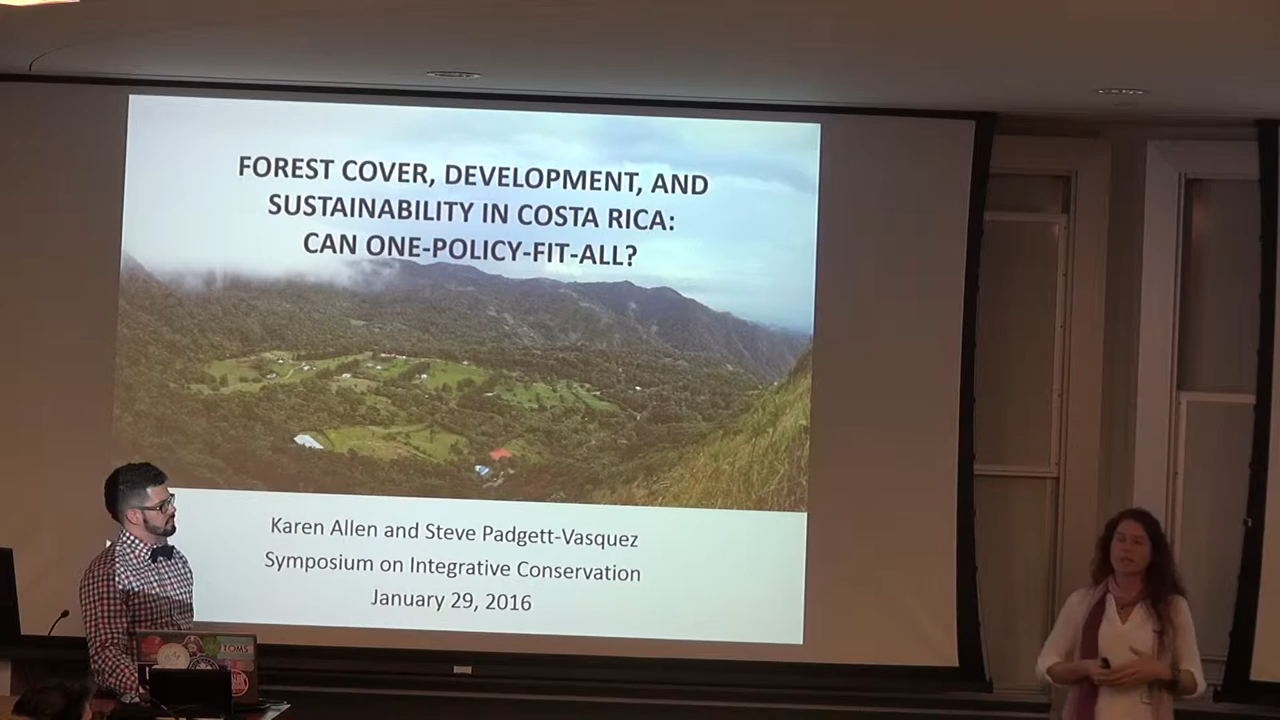 FOREST COVER, DEVELOPMENT, AND
SUSTAINABILITY IN COSTA RICA:
CAN ONE-POLICY-FIT-ALL?
Karen Allen and Steve Padgett-Vasquez
Symposium on Integrative Conservation
January 29, 2016
TOMS